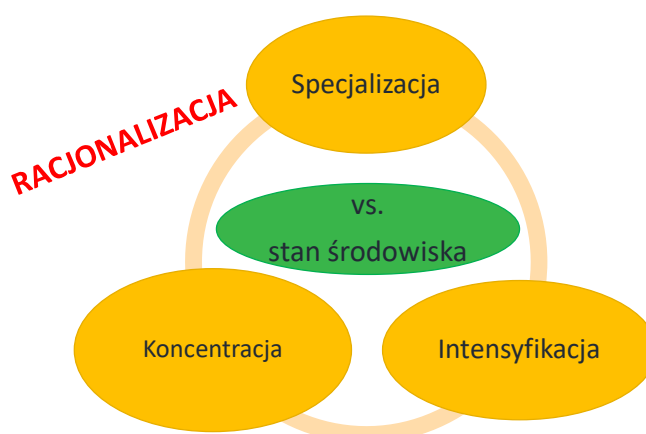 Specjalizacja
RACJONALIZACJA
vs.
stan środowiska
Koncentracja
Intensyfikacja